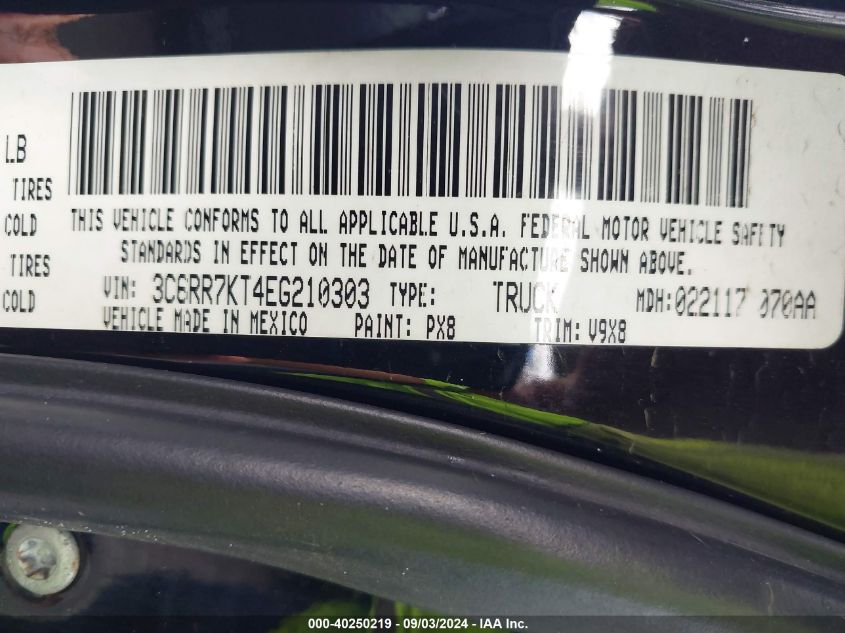 LB
TIRES
COLD
TIRES
COLD
THIS VEHICLE CONFORMS TO ALL APPLICABLE U.S.A. FEDERAL MOTOR VEHICLE SAFETY
STANDARDS IN EFFECT ON THE DATE OF MANUFACTURE SHOWN ABOVE.
VIN: 3C6RR7KT4EG210303 TYPE: TRUCK MDH:022117 070AA
VEHICLE MADE IN MEXICO PAINT: PX8 TRIM: V9X8
000-40250219 - 09/03/2024 - IAA Inc.